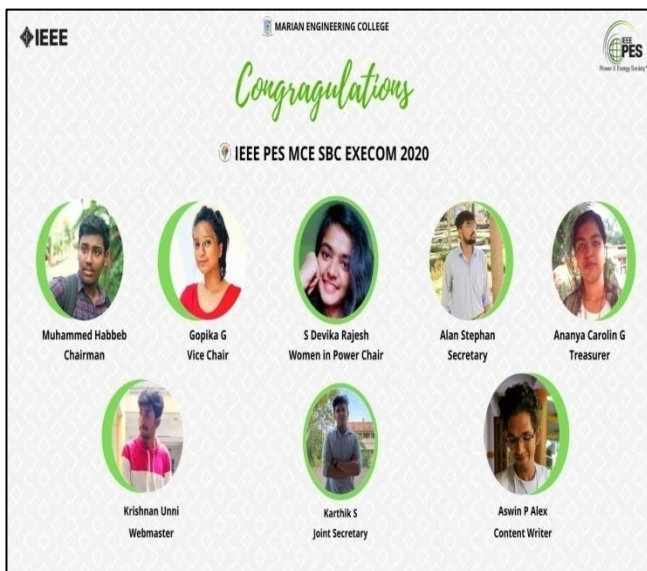 IEEE
MARIAN ENGINEERING COLLEGE
IEEE
PES
Power & Energy Society
Congragulations
IEEE PES MCE SBC EXECOM 2020
Muhammed Habbeb
Chairman
Gopika G
Vice Chair
S Devika Rajesh
Women in Power Chair
Alan Stephan
Secretary
Ananya Carolin G
Treasurer
Krishnan Unni
Webmaster
Karthik S
Joint Secretary
Aswin P Alex
Content Writer